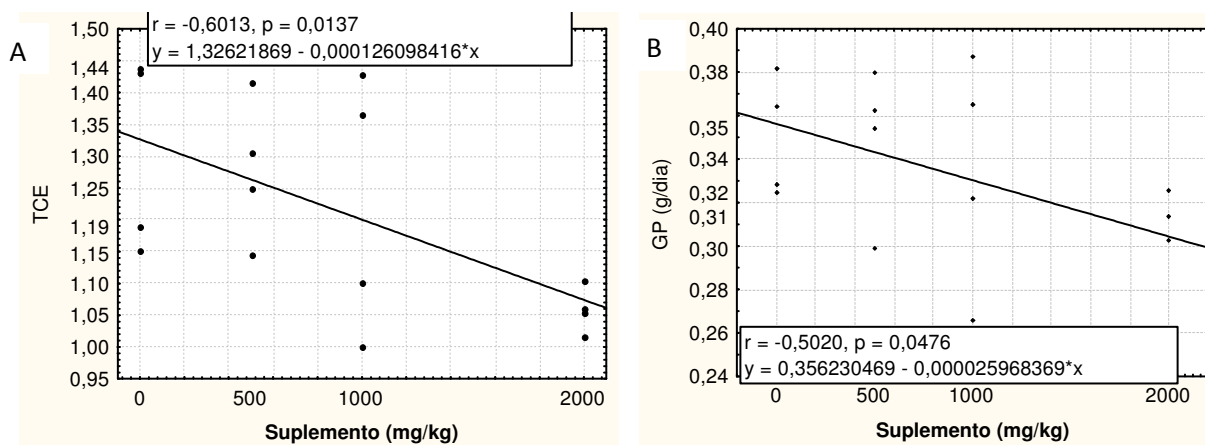 A
r = -0,6013, p = 0,0137
y = 1,32621869 - 0,000126098416*x
1,50
1,44
1,40
1,35
1,30
1,25
1,19
1,15
1,10
1,05
1,00
0,95
TCE
0 500 1000 2000
Suplemento (mg/kg)
B
0,40
0,38
0,35
0,34
0,32
0,31
0,30
0,28
0,26
0,24
GP (g/dia)
r = -0,5020, p = 0,0476
y = 0,356230469 - 0,000025968369*x
0 500 1000 2000
Suplemento (mg/kg)